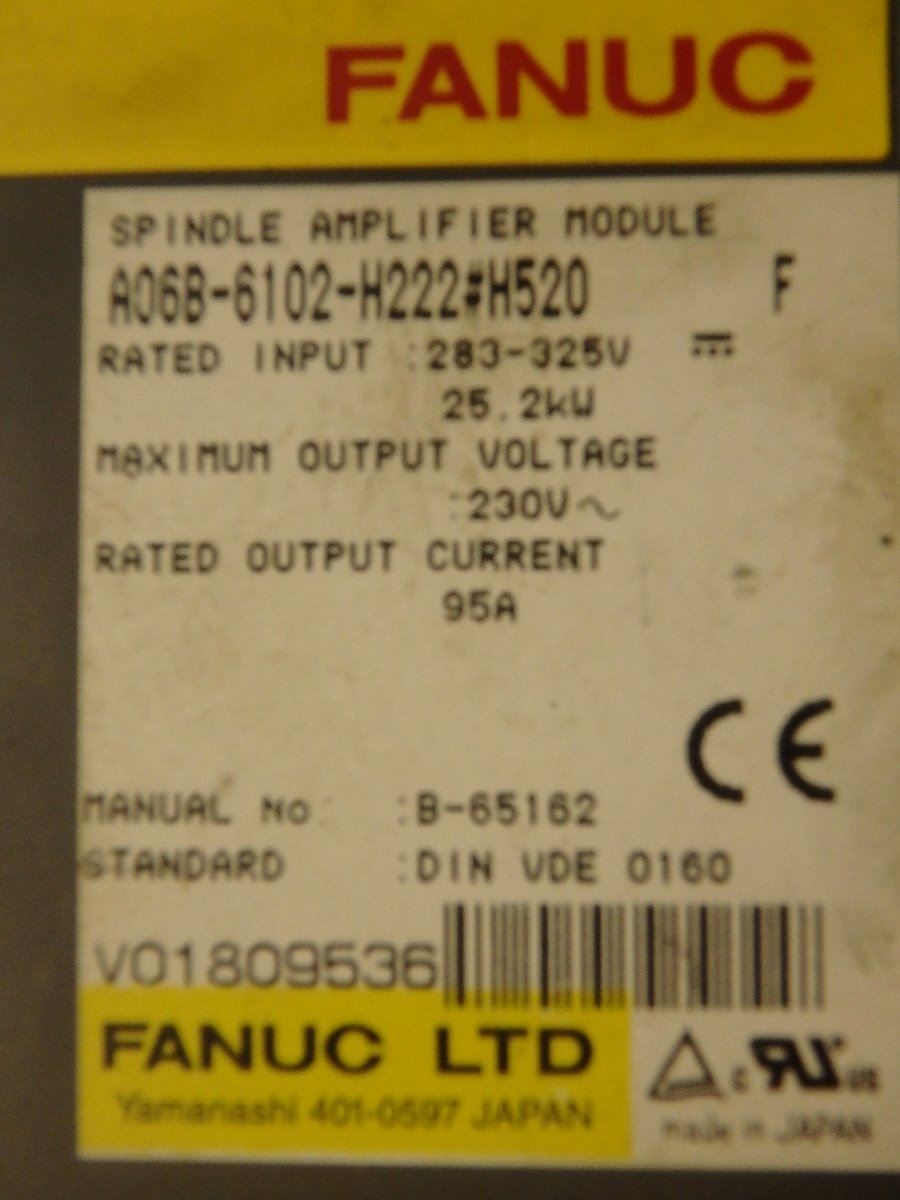 FANUC
SPINDLE AMPLIFIER MODULE
A06B-6102-H222#H520 F
RATED INPUT :283-325V ⎓
25.2kW
MAXIMUM OUTPUT VOLTAGE
:230V～
RATED OUTPUT CURRENT
95A
CE
MANUAL No. :B-65162
STANDARD :DIN VDE 0160
V01809536
FANUC LTD
Yamanashi 401-0597 JAPAN
c RU us
made in JAPAN